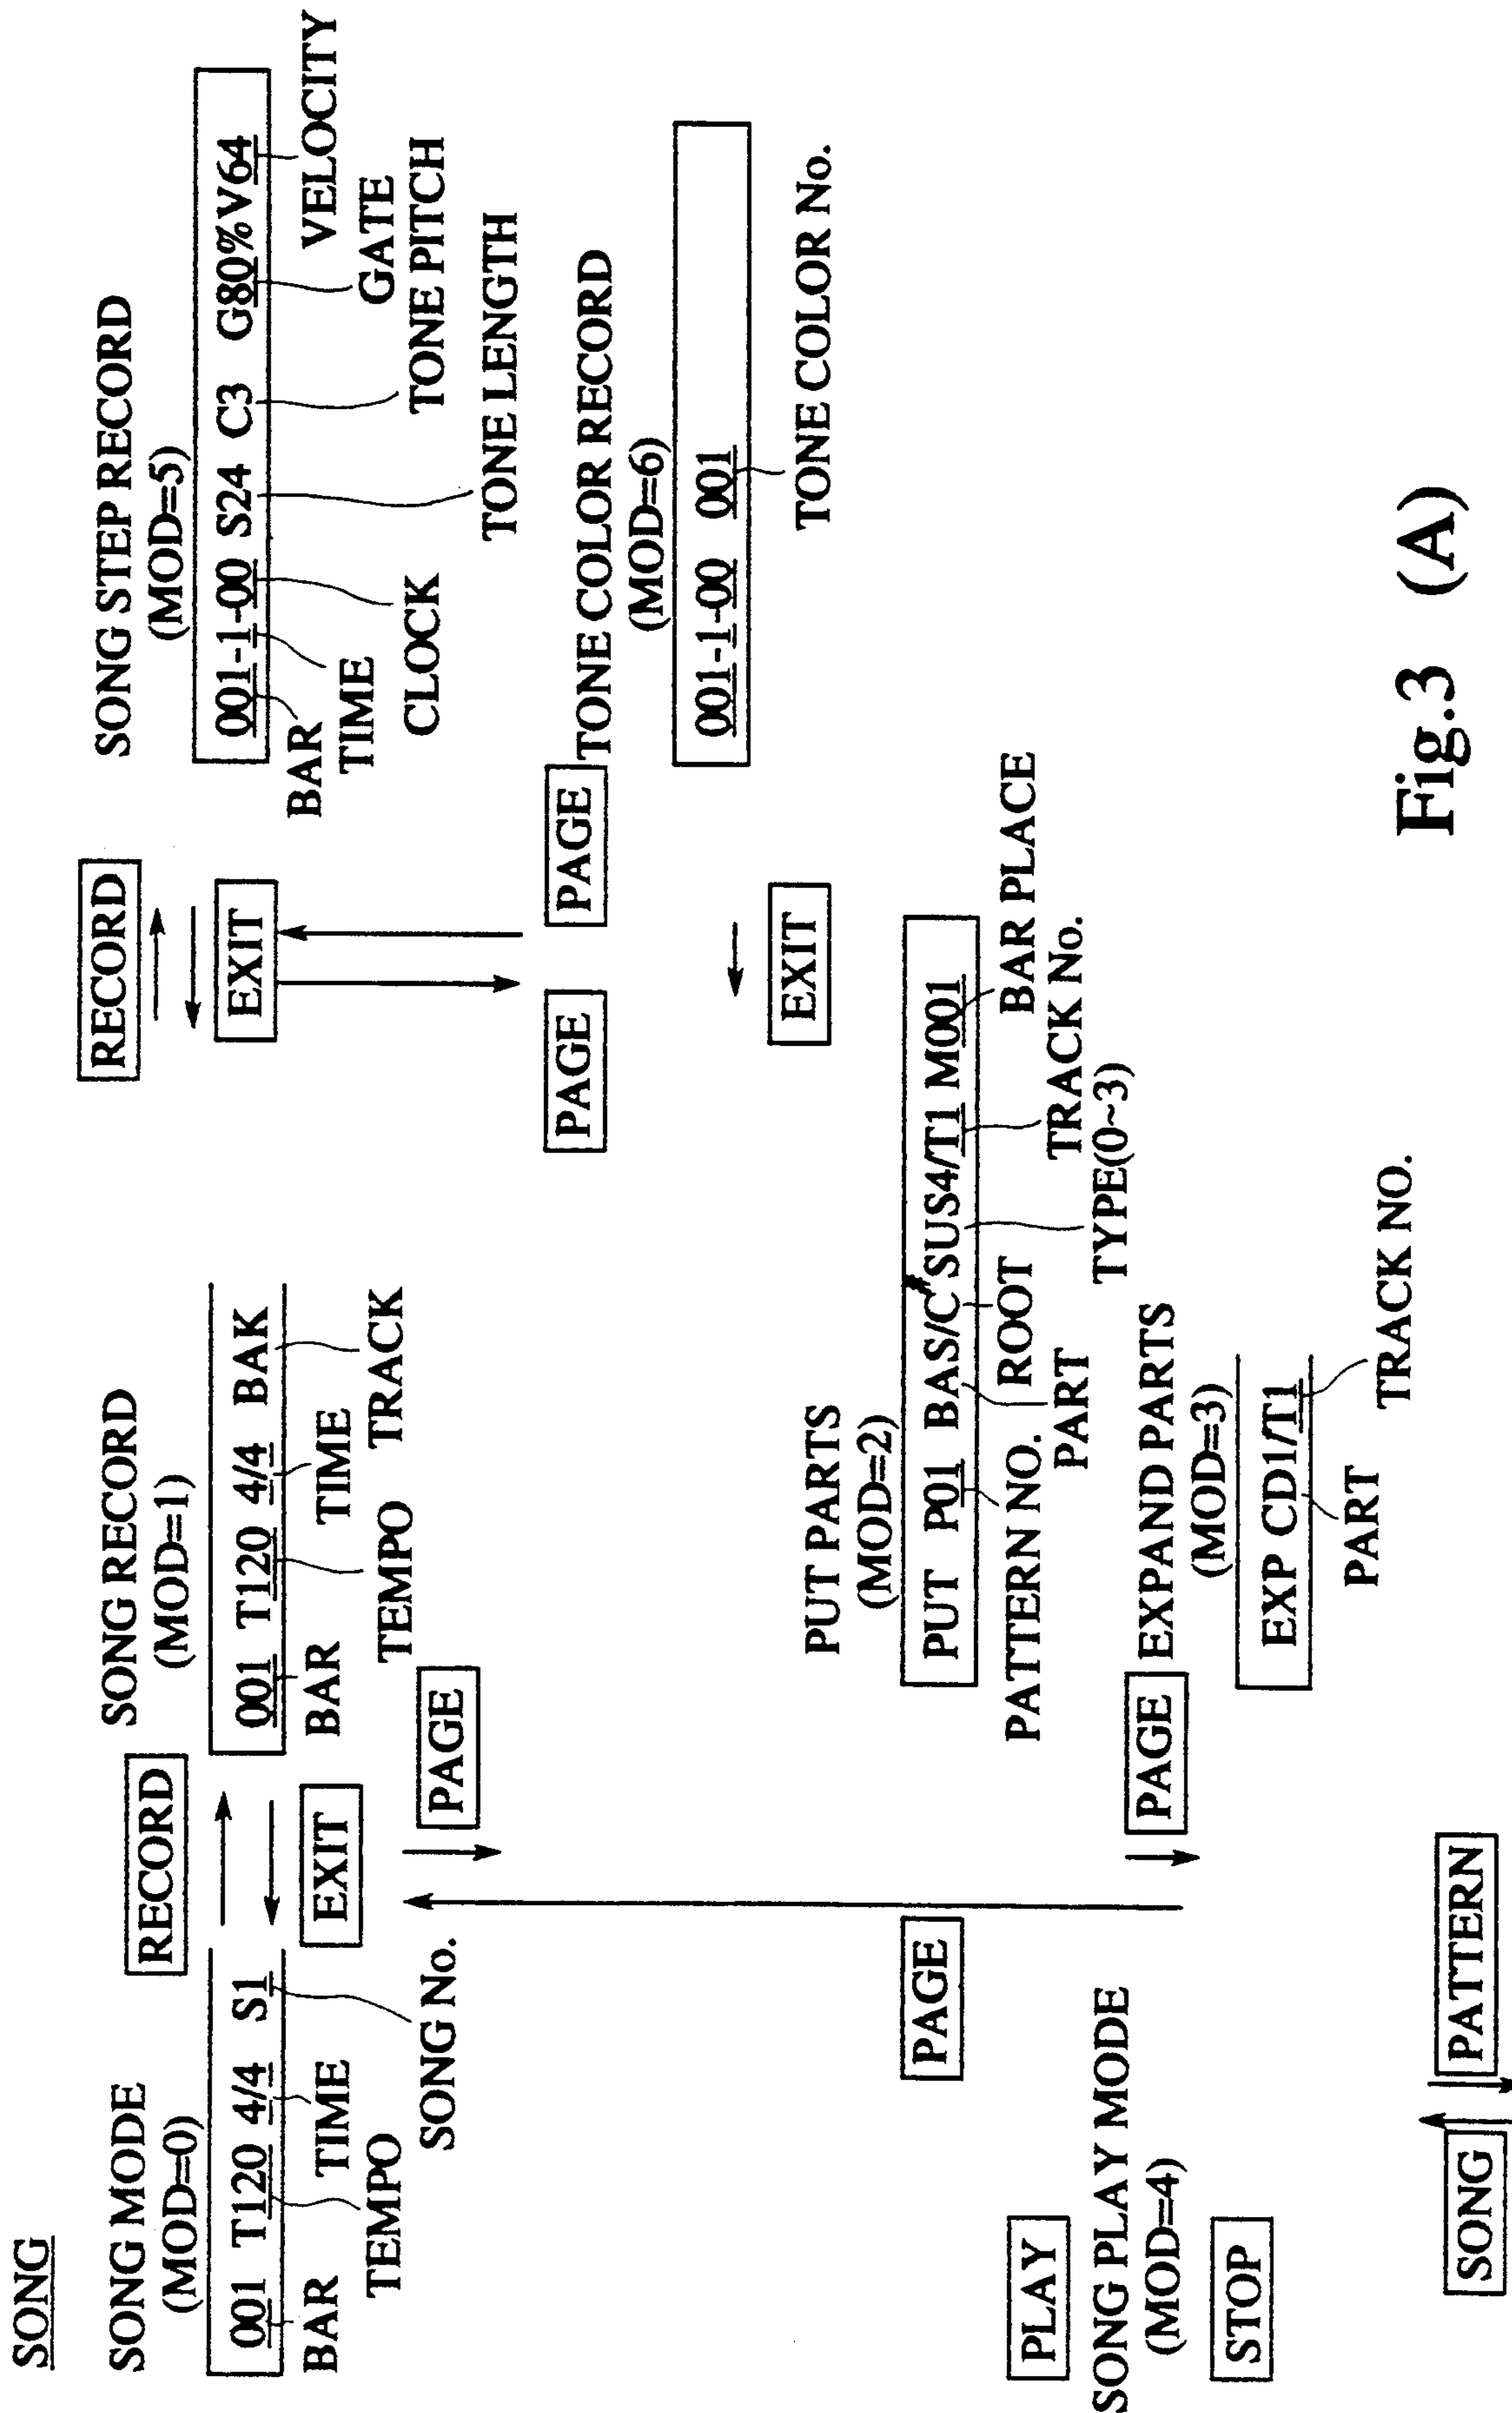 SONG
SONG MODE
(MOD=0)
001 T120 4/4 S1
BAR
TIME
TEMPO
SONG No.
RECORD
EXIT
SONG RECORD
(MOD=1)
001 T120 4/4 BAK
BAR
TIME
TEMPO
TRACK
PAGE
RECORD
EXIT
SONG STEP RECORD
(MOD=5)
001-1-00 S24 C3 G80%V64
BAR
TIME
CLOCK
VELOCITY
GATE
TONE PITCH
TONE LENGTH
PAGE
PAGE
TONE COLOR RECORD
(MOD=6)
001-1-00 001
TONE COLOR No.
EXIT
PUT PARTS
(MOD=2)
PUT P01 BAS/C SUS4/T1 M001
PATTERN NO.
PART
ROOT
TYPE(0~3)
TRACK No.
BAR PLACE
PAGE
PAGE
EXPAND PARTS
(MOD=3)
EXP CD1/T1
PART
TRACK NO.
PLAY
SONG PLAY MODE
(MOD=4)
STOP
SONG
PATTERN
Fig.3 (A)